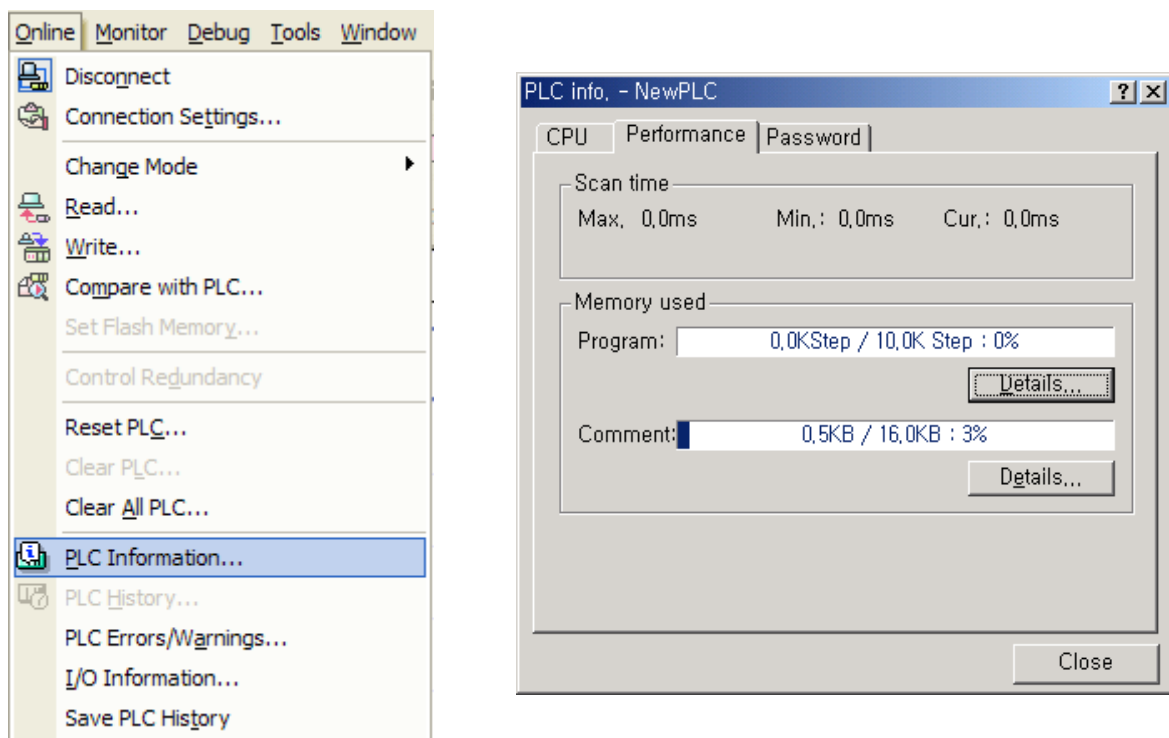 Online Monitor Debug Tools Window
Disconnect
Connection Settings...
Change Mode
Read...
Write...
Compare with PLC...
Set Flash Memory...
Control Redundancy
Reset PLC...
Clear PLC...
Clear All PLC...
PLC Information...
PLC History...
PLC Errors/Warnings...
I/O Information...
Save PLC History
PLC info, - NewPLC
CPU Performance Password
Scan time
Max, 0,0ms Min,: 0,0ms Cur,: 0,0ms
Memory used
Program: 0,0KStep / 10,0K Step : 0%
Details,,,
Comment: 0,5KB / 16,0KB : 3%
Details,,,
Close